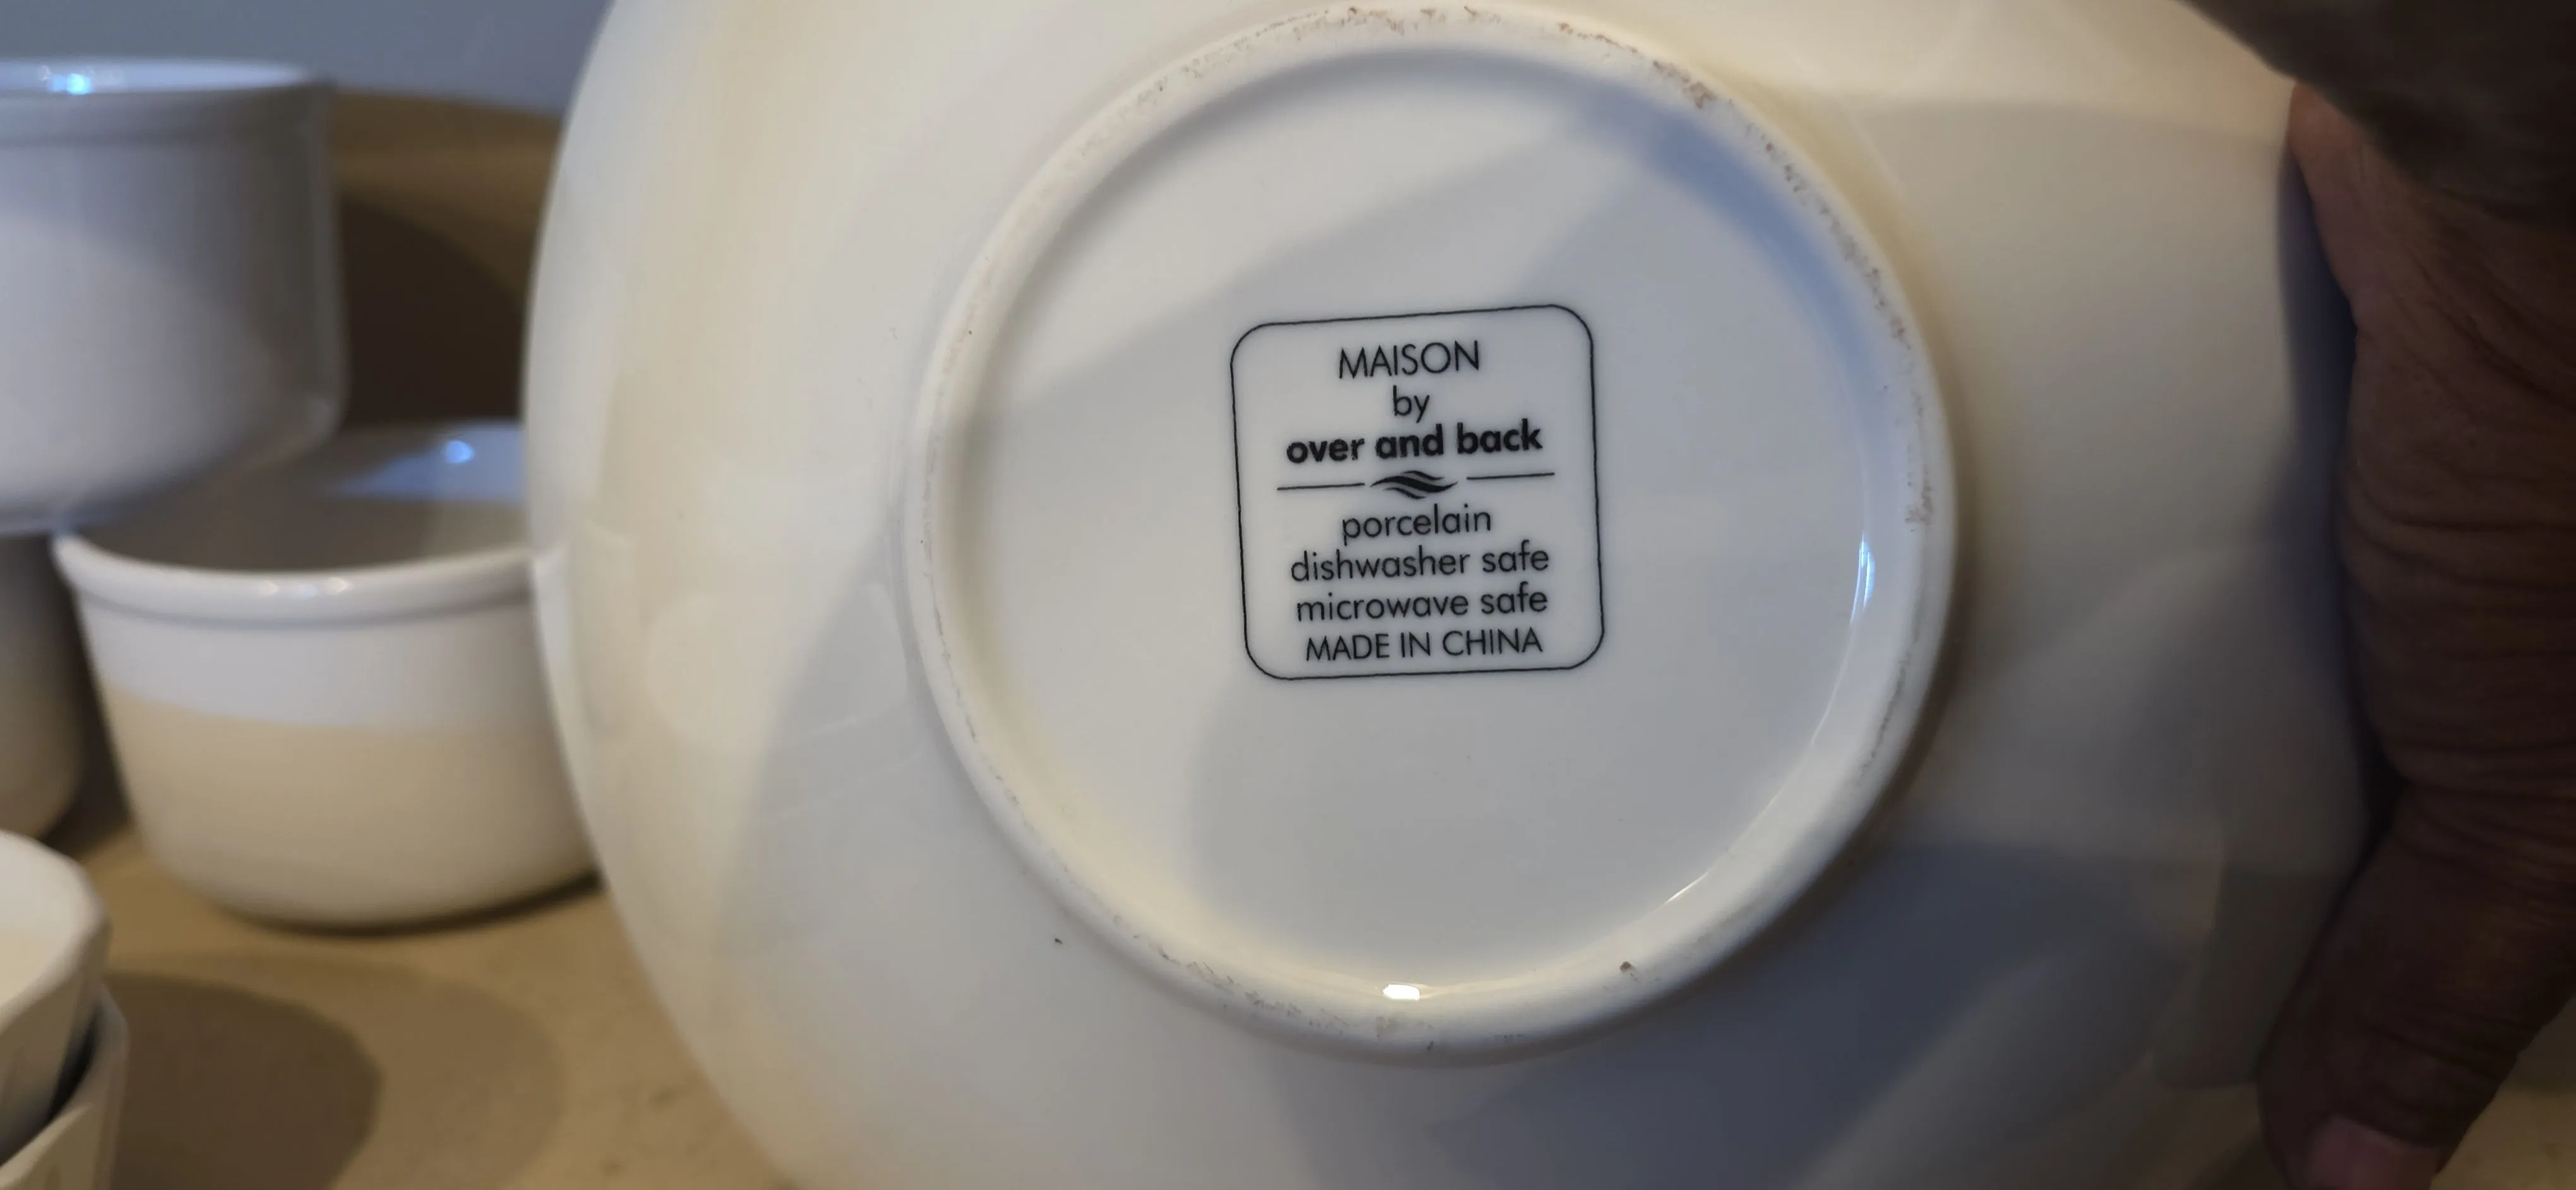 MAISON
by
over and back
porcelain
dishwasher safe
microwave safe
MADE IN CHINA